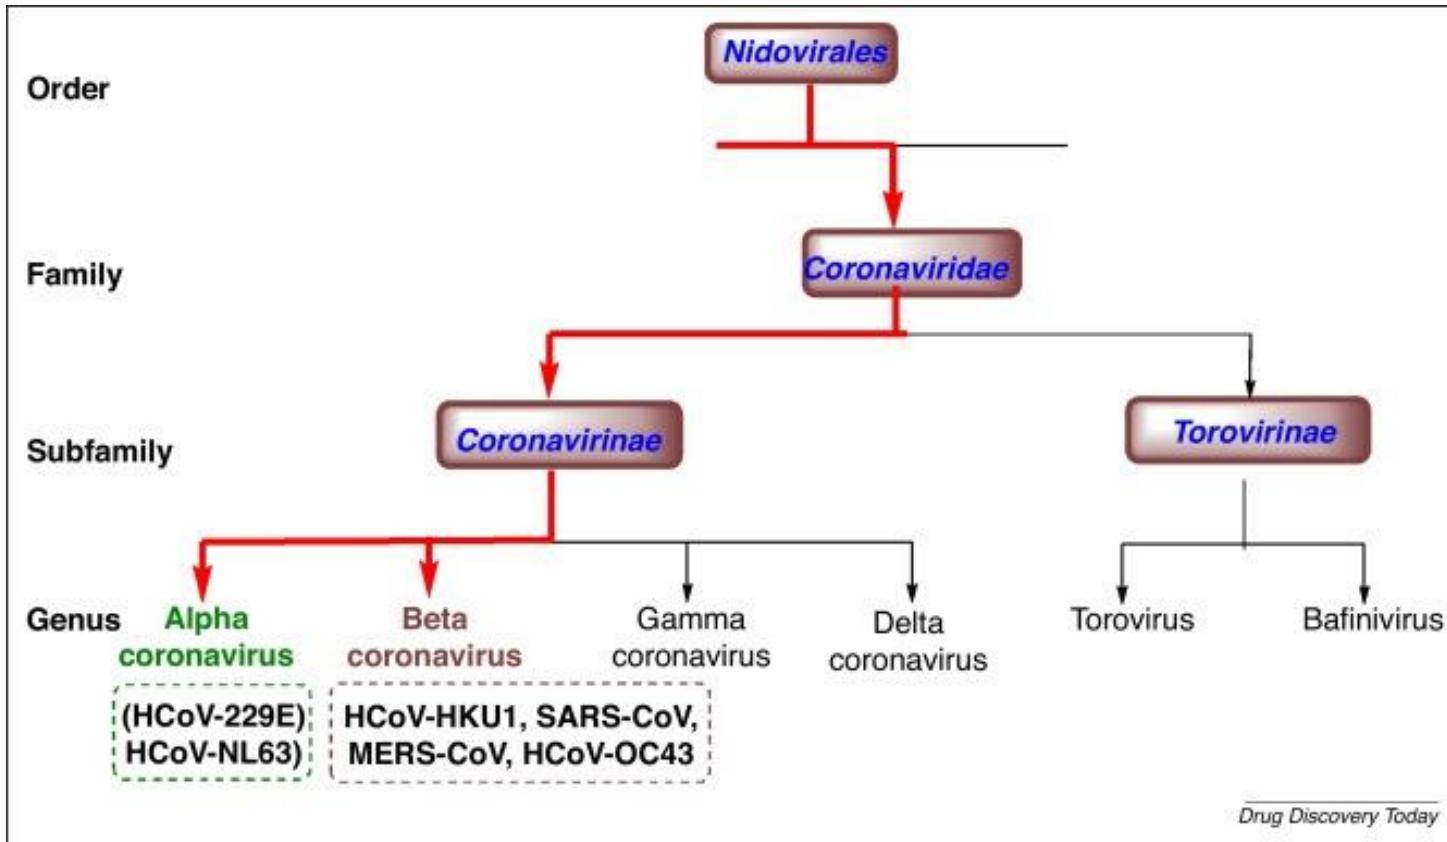 Nidovirales
Order
Family
Coronaviridae
Subfamily
Coronavirinae
Torovirinae
Genus
Alpha
coronavirus
Beta
coronavirus
Gamma
coronavirus
Delta
coronavirus
Torovirus
Bafinivirus
(HCoV-229E)
HCoV-NL63)
HCoV-HKU1, SARS-CoV,
MERS-CoV, HCoV-OC43
Drug Discovery Today